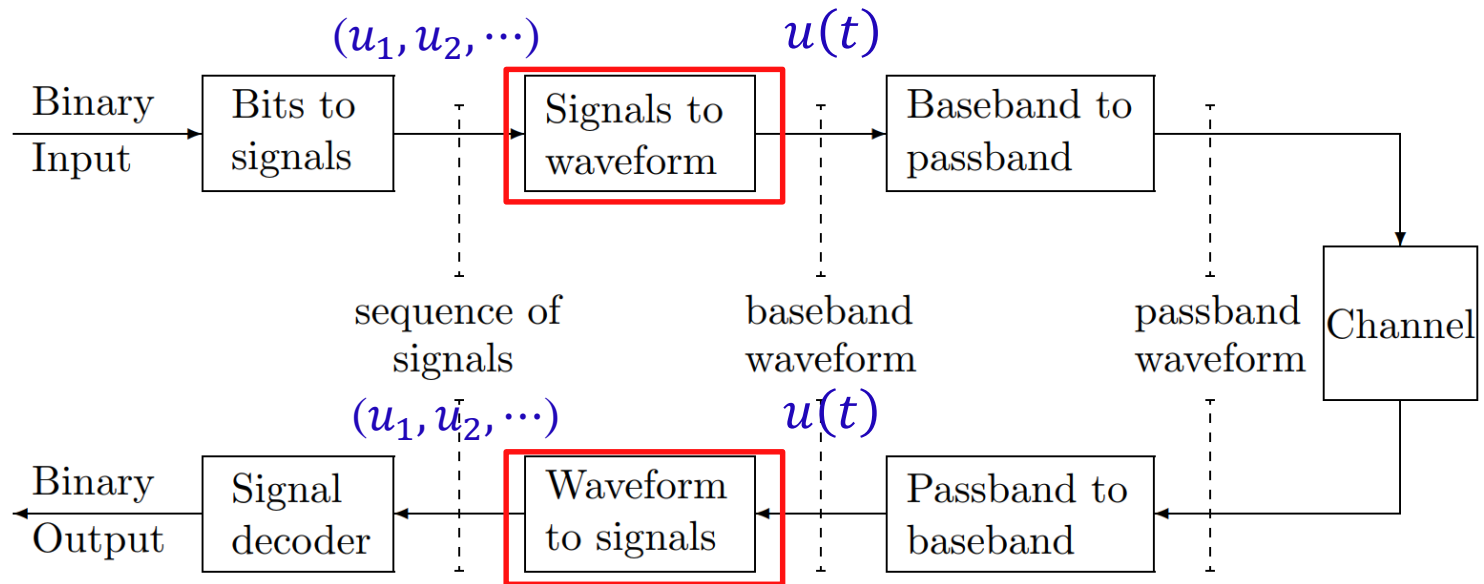 (u₁, u₂, ⋯)
u(t)
Binary
Input
Bits to
signals
Signals to
waveform
Baseband to
passband
sequence of
signals
baseband
waveform
passband
waveform
Channel
(u₁, u₂, ⋯)
u(t)
Binary
Output
Signal
decoder
Waveform
to signals
Passband to
baseband